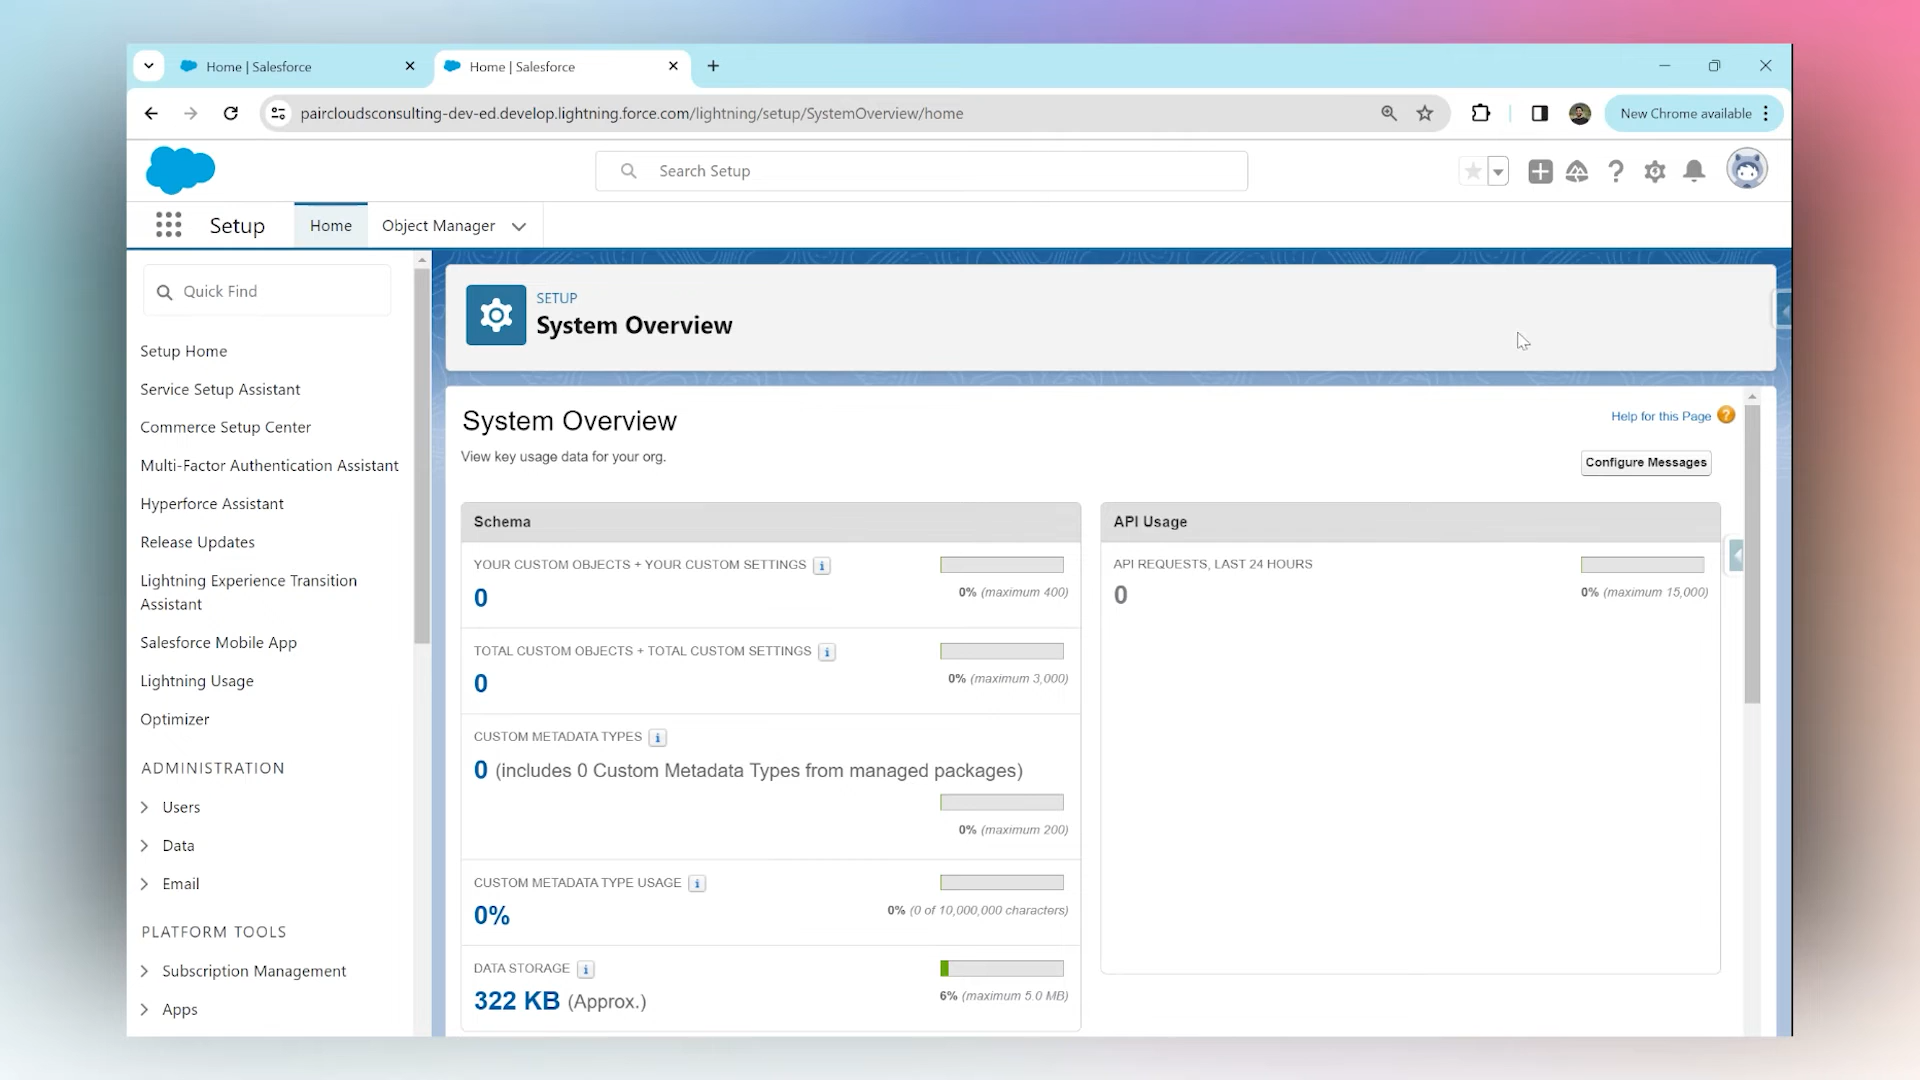 Home | Salesforce
Home | Salesforce
paircloudsconsulting-dev-ed.develop.lightning.force.com/lightning/setup/SystemOverview/home
New Chrome available
Search Setup
Setup
Home
Object Manager
Quick Find
Setup Home
Service Setup Assistant
Commerce Setup Center
Multi-Factor Authentication Assistant
Hyperforce Assistant
Release Updates
Lightning Experience Transition
Assistant
Salesforce Mobile App
Lightning Usage
Optimizer
ADMINISTRATION
Users
Data
Email
PLATFORM TOOLS
Subscription Management
Apps
SETUP
System Overview
System Overview
Help for this Page ?
View key usage data for your org.
Configure Messages
Schema
YOUR CUSTOM OBJECTS + YOUR CUSTOM SETTINGS i
0
0% (maximum 400)
TOTAL CUSTOM OBJECTS + TOTAL CUSTOM SETTINGS i
0
0% (maximum 3,000)
CUSTOM METADATA TYPES i
0 (includes 0 Custom Metadata Types from managed packages)
0% (maximum 200)
CUSTOM METADATA TYPE USAGE i
0%
0% (0 of 10,000,000 characters)
DATA STORAGE i
322 KB (Approx.)
6% (maximum 5.0 MB)
API Usage
API REQUESTS, LAST 24 HOURS
0
0% (maximum 15,000)